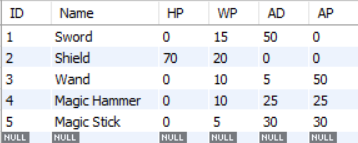 ID Name HP WP AD AP
1 Sword 0 15 50 0
2 Shield 70 20 0 0
3 Wand 0 10 5 50
4 Magic Hammer 0 10 25 25
5 Magic Stick 0 5 30 30
NULL NULL NULL NULL NULL NULL